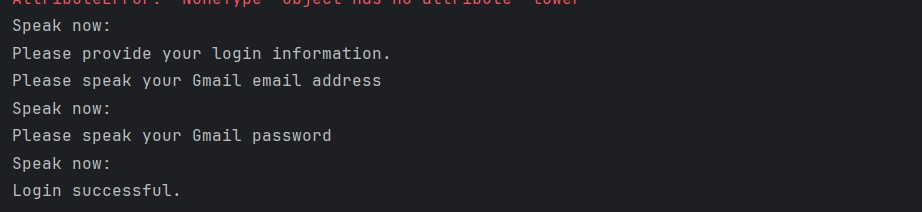 AttributeError: 'NoneType' object has no attribute 'lower'
Speak now:
Please provide your login information.
Please speak your Gmail email address
Speak now:
Please speak your Gmail password
Speak now:
Login successful.